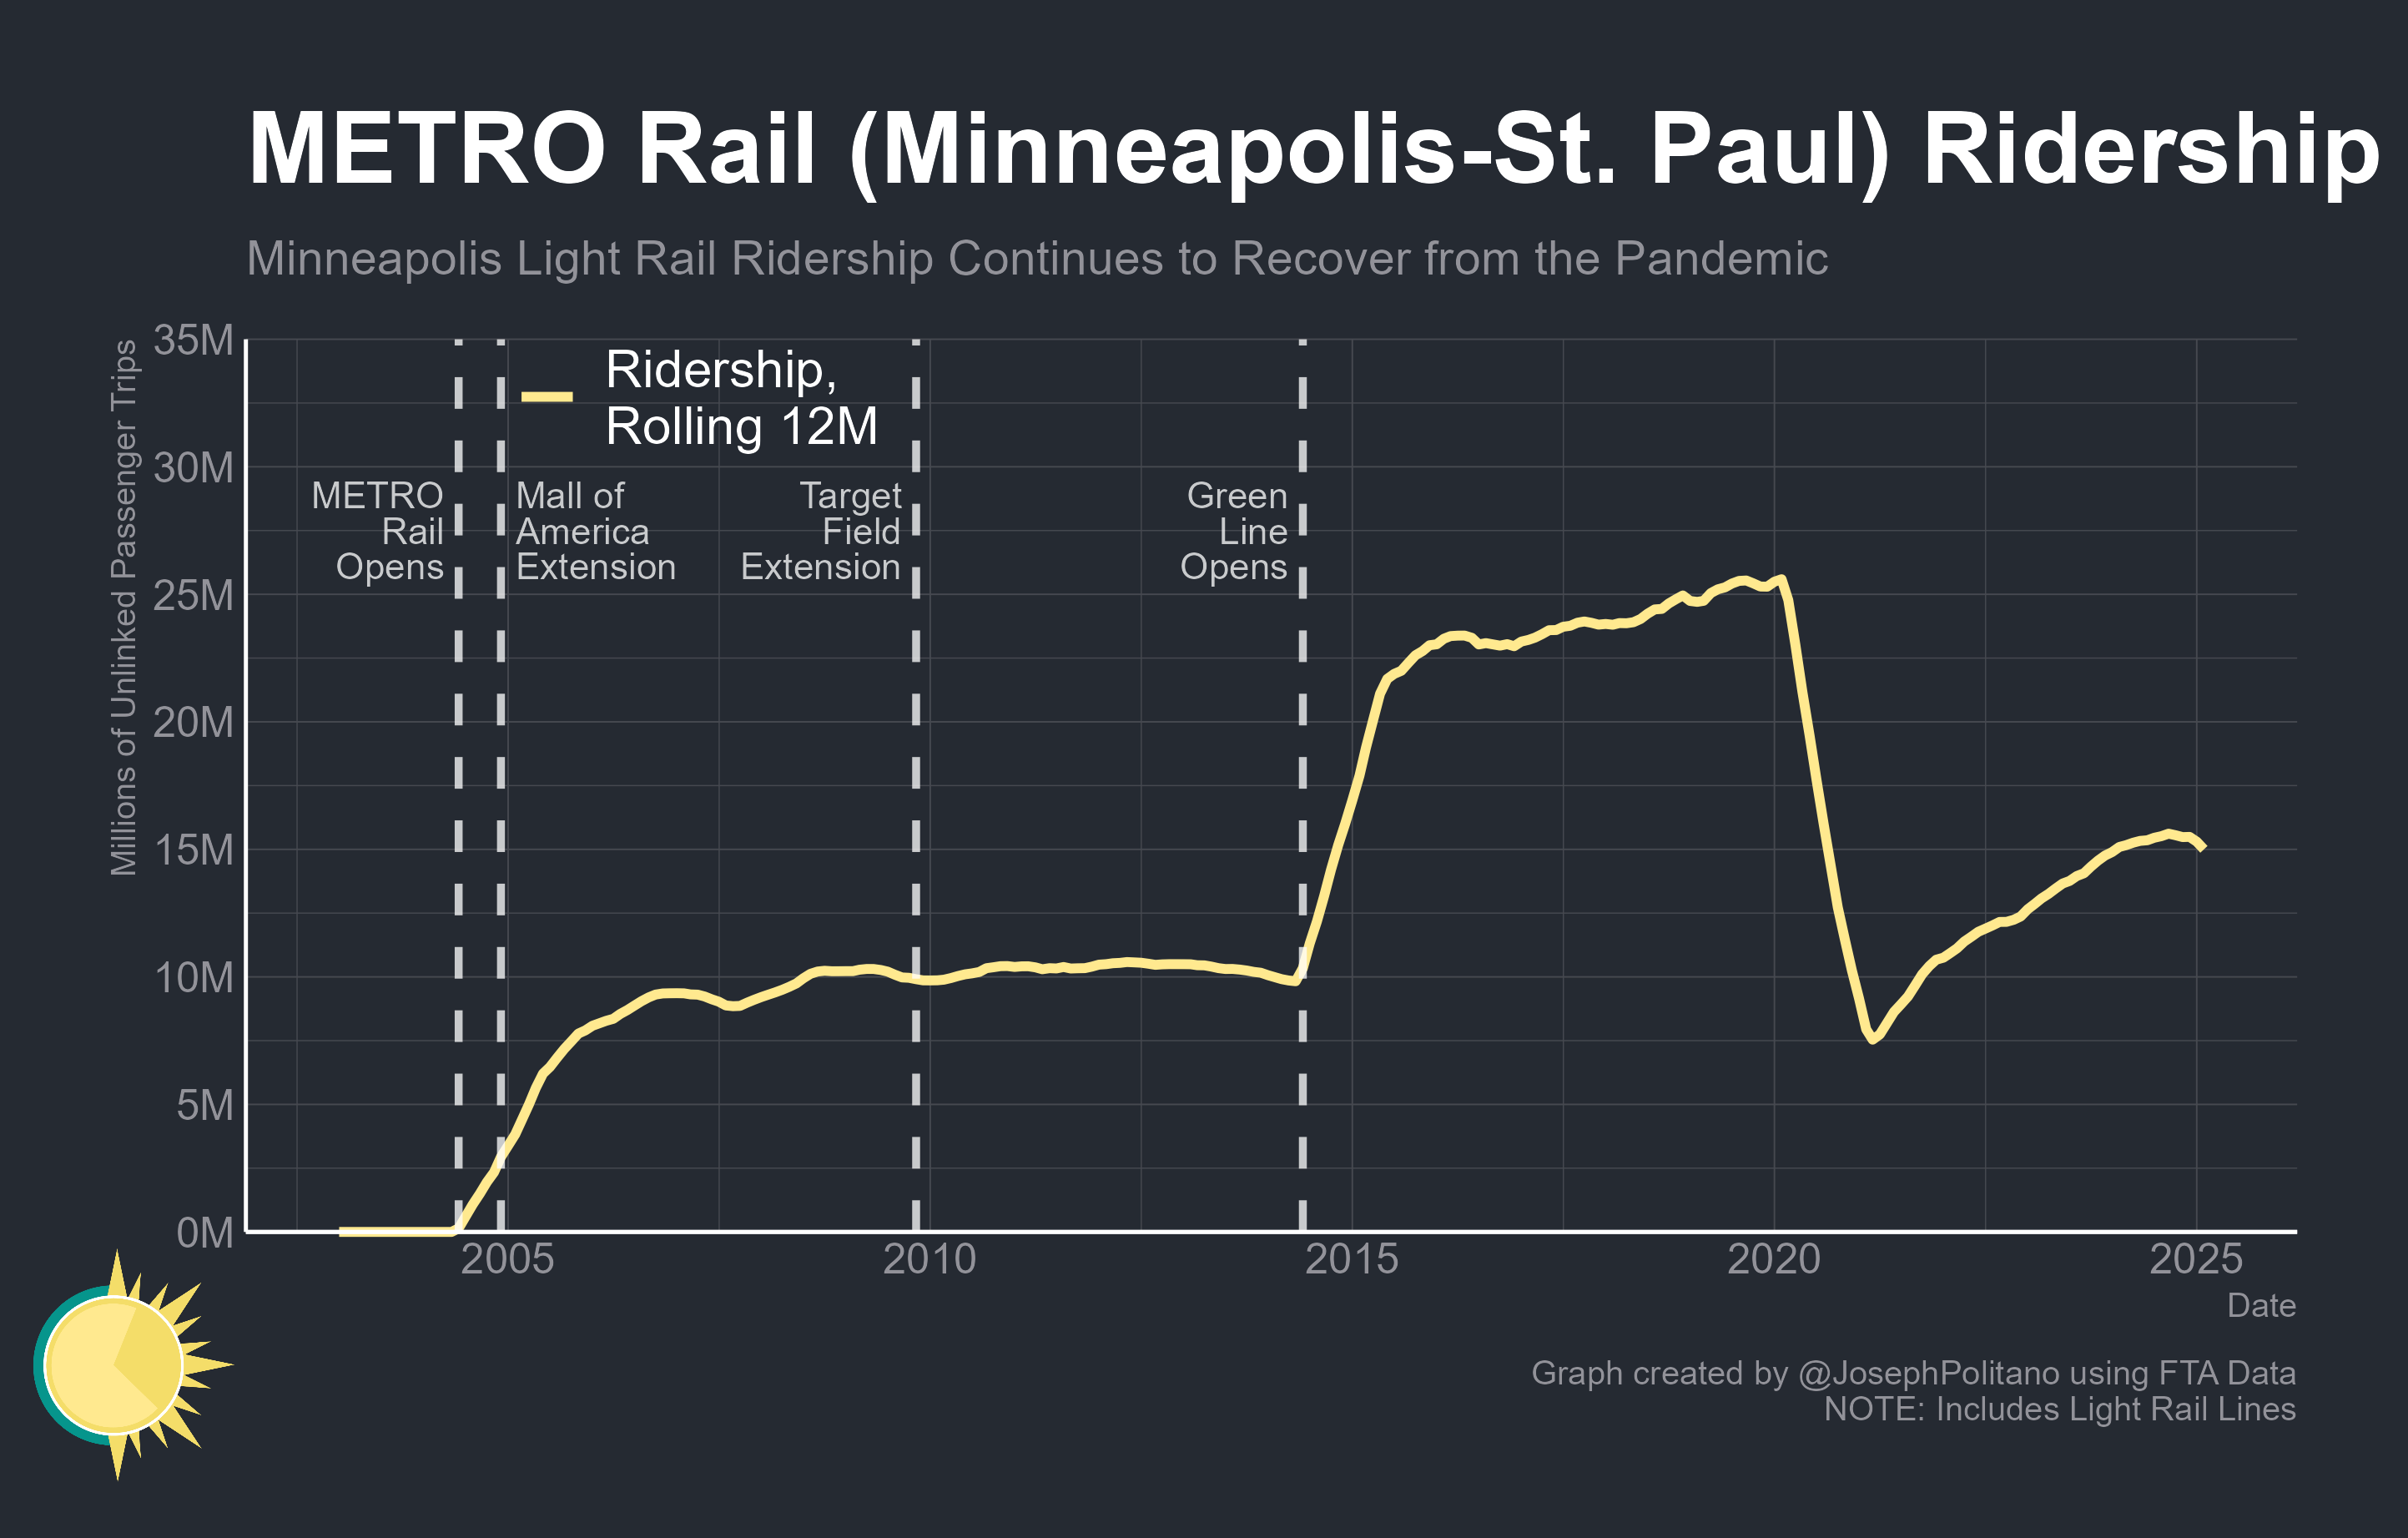 METRO Rail (Minneapolis-St. Paul) Ridership
Minneapolis Light Rail Ridership Continues to Recover from the Pandemic
Millions of Unlinked Passenger Trips
35M
30M
25M
20M
15M
10M
5M
0M
Ridership,
Rolling 12M
METRO
Rail
Opens
Mall of
America
Extension
Target
Field
Extension
Green
Line
Opens
2005
2010
2015
2020
2025
Date
Graph created by @JosephPolitano using FTA Data
NOTE: Includes Light Rail Lines